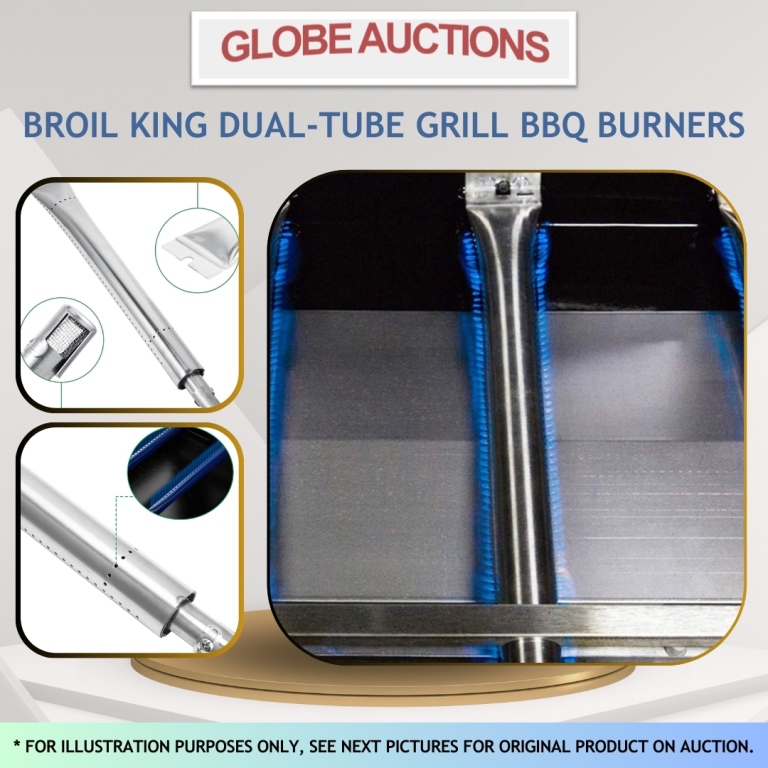 GLOBE AUCTIONS
BROIL KING DUAL-TUBE GRILL BBQ BURNERS
* FOR ILLUSTRATION PURPOSES ONLY, SEE NEXT PICTURES FOR ORIGINAL PRODUCT ON AUCTION.